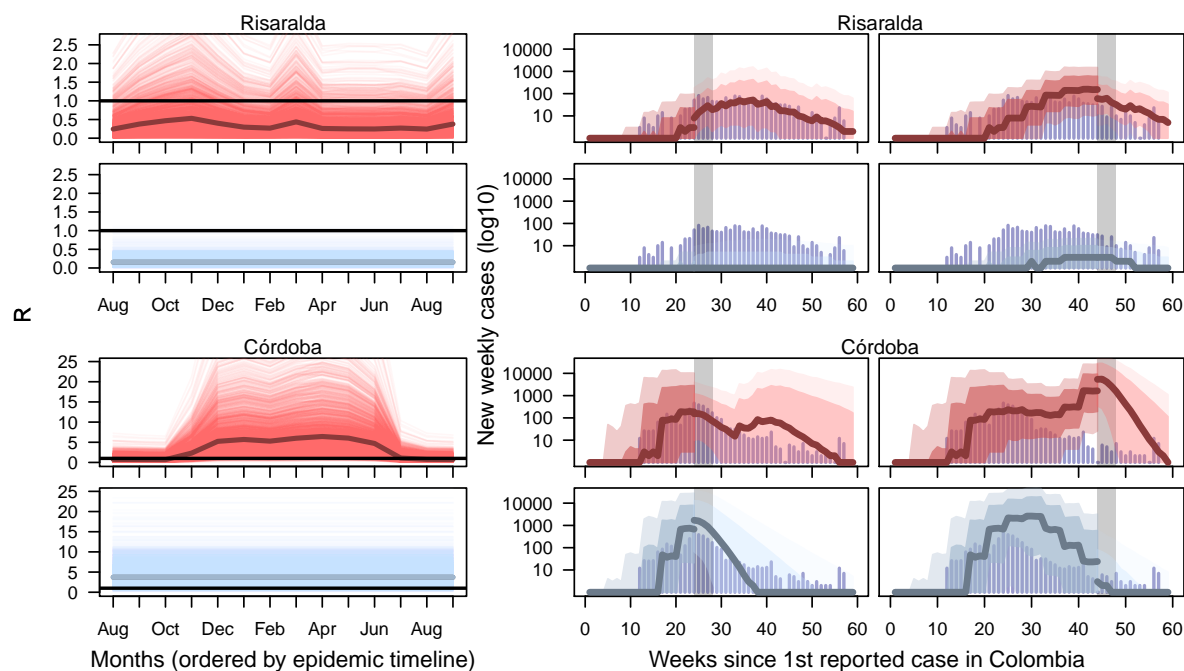 Risaralda
Risaralda
2.5
2.0
1.5
1.0
0.5
0.0
10000
1000
100
10
2.5
2.0
1.5
1.0
0.5
0.0
10000
1000
100
10
Aug Oct Dec Feb Apr Jun Aug
0 10 20 30 40 50 60
0 10 20 30 40 50 60
R
New weekly cases (log10)
Córdoba
Córdoba
25
20
15
10
5
0
10000
1000
100
10
25
20
15
10
5
0
10000
1000
100
10
Aug Oct Dec Feb Apr Jun Aug
0 10 20 30 40 50 60
0 10 20 30 40 50 60
Months (ordered by epidemic timeline)
Weeks since 1st reported case in Colombia